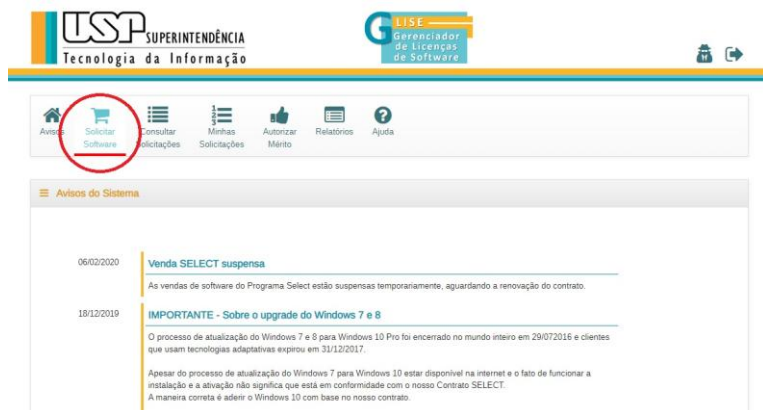 USP SUPERINTENDÊNCIA
Tecnologia da Informação
LISE
Gerenciador
de Licenças
de Software
Avisos
Solicitar
Software
Consultar
Solicitações
Minhas
Solicitações
Autorizar
Mérito
Relatórios
Ajuda
Avisos do Sistema
06/02/2020
Venda SELECT suspensa
As vendas de software do Programa Select estão suspensas temporariamente, aguardando a renovação do contrato.
18/12/2019
IMPORTANTE - Sobre o upgrade do Windows 7 e 8
O processo de atualização do Windows 7 e 8 para Windows 10 Pro foi encerrado no mundo inteiro em 29/072016 e clientes
que usam tecnologias adaptativas expirou em 31/12/2017.
Apesar do processo de atualização do Windows 7 para Windows 10 estar disponível na internet e o fato de funcionar a
instalação e a ativação não significa que está em conformidade com o nosso Contrato SELECT.
A maneira correta é aderir o Windows 10 com base no nosso contrato.